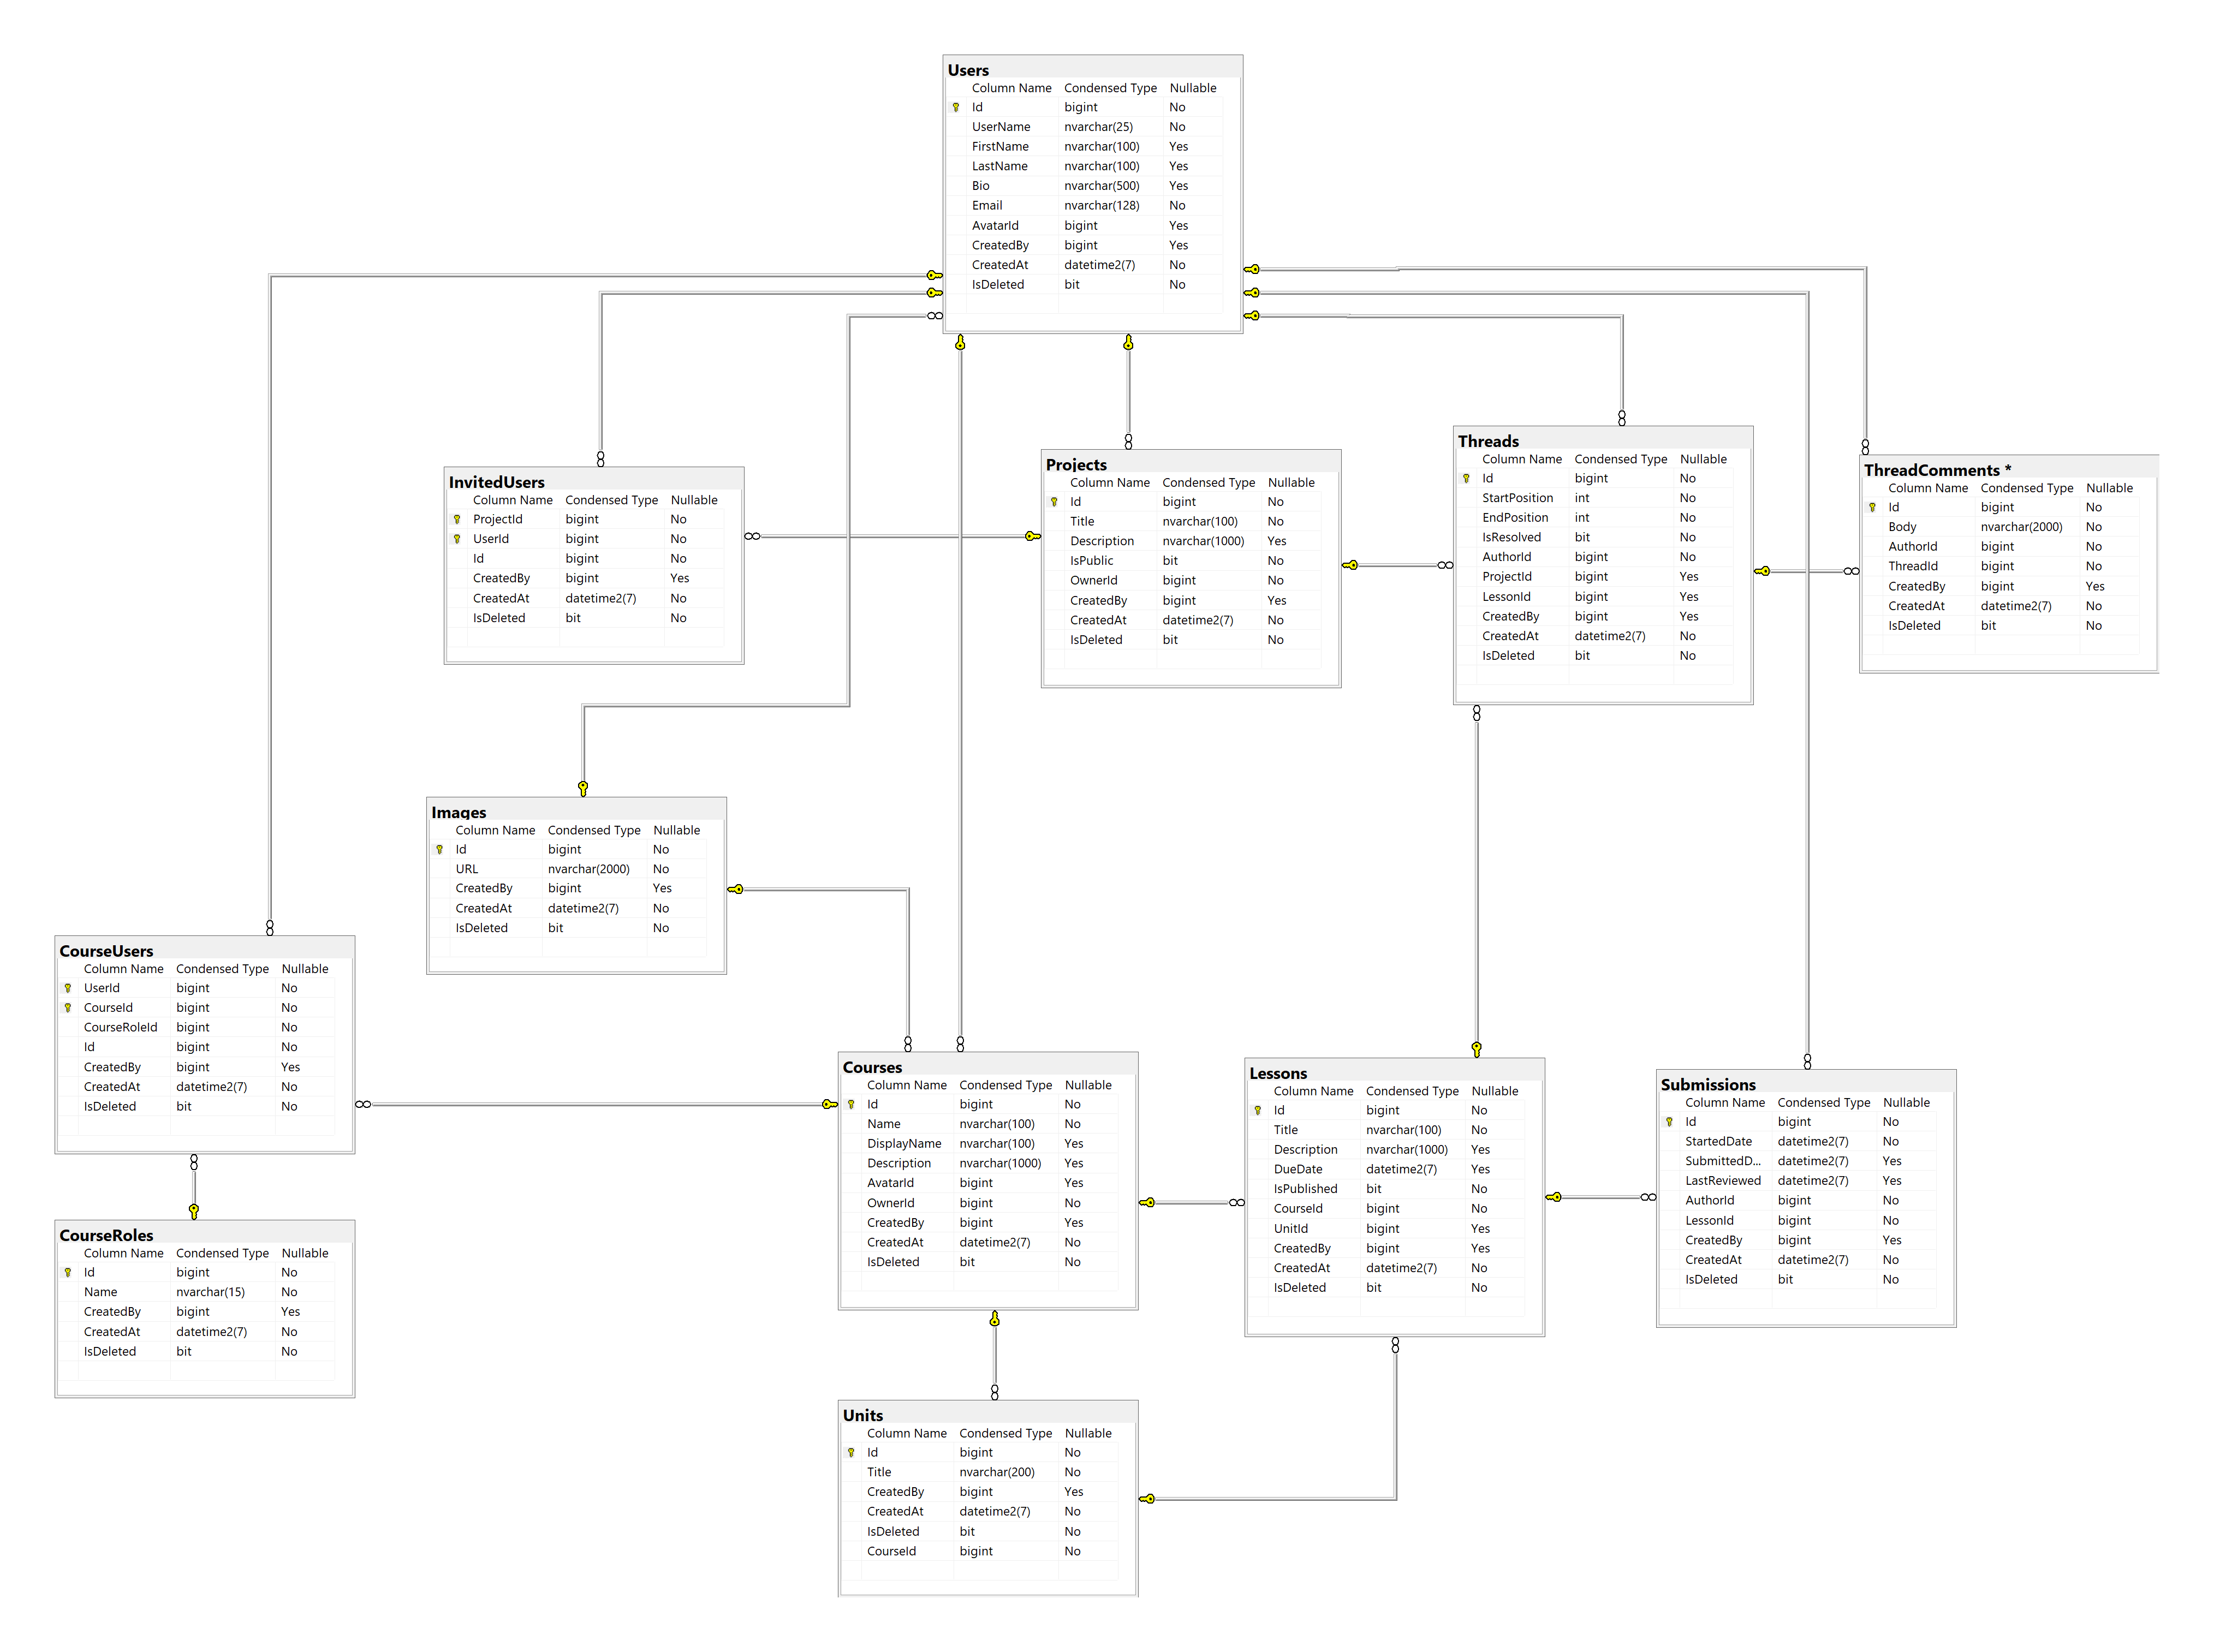 Users
Column Name Condensed Type Nullable
Id bigint No
UserName nvarchar(25) No
FirstName nvarchar(100) Yes
LastName nvarchar(100) Yes
Bio nvarchar(500) Yes
Email nvarchar(128) No
AvatarId bigint Yes
CreatedBy bigint Yes
CreatedAt datetime2(7) No
IsDeleted bit No
InvitedUsers
Column Name Condensed Type Nullable
ProjectId bigint No
UserId bigint No
Id bigint No
CreatedBy bigint Yes
CreatedAt datetime2(7) No
IsDeleted bit No
Projects
Column Name Condensed Type Nullable
Id bigint No
Title nvarchar(100) No
Description nvarchar(1000) Yes
IsPublic bit No
OwnerId bigint No
CreatedBy bigint Yes
CreatedAt datetime2(7) No
IsDeleted bit No
Threads
Column Name Condensed Type Nullable
Id bigint No
StartPosition int No
EndPosition int No
IsResolved bit No
AuthorId bigint No
ProjectId bigint Yes
LessonId bigint Yes
CreatedBy bigint Yes
CreatedAt datetime2(7) No
IsDeleted bit No
ThreadComments *
Column Name Condensed Type Nullable
Id bigint No
Body nvarchar(2000) No
AuthorId bigint No
ThreadId bigint No
CreatedBy bigint Yes
CreatedAt datetime2(7) No
IsDeleted bit No
Images
Column Name Condensed Type Nullable
Id bigint No
URL nvarchar(2000) No
CreatedBy bigint Yes
CreatedAt datetime2(7) No
IsDeleted bit No
CourseUsers
Column Name Condensed Type Nullable
UserId bigint No
CourseId bigint No
CourseRoleId bigint No
Id bigint No
CreatedBy bigint Yes
CreatedAt datetime2(7) No
IsDeleted bit No
CourseRoles
Column Name Condensed Type Nullable
Id bigint No
Name nvarchar(15) No
CreatedBy bigint Yes
CreatedAt datetime2(7) No
IsDeleted bit No
Courses
Column Name Condensed Type Nullable
Id bigint No
Name nvarchar(100) No
DisplayName nvarchar(100) Yes
Description nvarchar(1000) Yes
AvatarId bigint Yes
OwnerId bigint No
CreatedBy bigint Yes
CreatedAt datetime2(7) No
IsDeleted bit No
Lessons
Column Name Condensed Type Nullable
Id bigint No
Title nvarchar(100) No
Description nvarchar(1000) Yes
DueDate datetime2(7) Yes
IsPublished bit No
CourseId bigint No
UnitId bigint Yes
CreatedBy bigint Yes
CreatedAt datetime2(7) No
IsDeleted bit No
Submissions
Column Name Condensed Type Nullable
Id bigint No
StartedDate datetime2(7) No
SubmittedD... datetime2(7) Yes
LastReviewed datetime2(7) Yes
AuthorId bigint No
LessonId bigint No
CreatedBy bigint Yes
CreatedAt datetime2(7) No
IsDeleted bit No
Units
Column Name Condensed Type Nullable
Id bigint No
Title nvarchar(200) No
CreatedBy bigint Yes
CreatedAt datetime2(7) No
IsDeleted bit No
CourseId bigint No